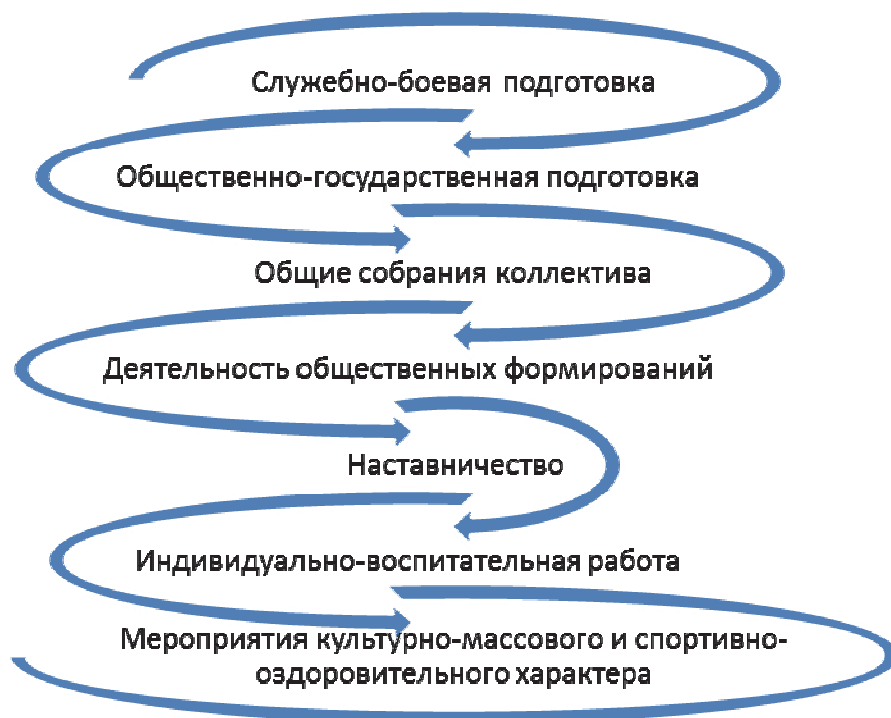 Служебно-боевая подготовка
Общественно-государственная подготовка
Общие собрания коллектива
Деятельность общественных формирований
Наставничество
Индивидуально-воспитательная работа
Мероприятия культурно-массового и спортивно-
оздоровительного характера